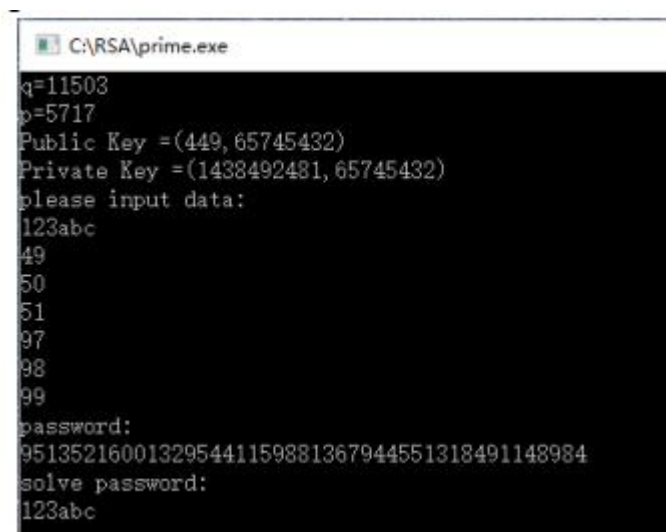 C:\RSA\prime.exe
q=11503
p=5717
Public Key =(449,65745432)
Private Key =(1438492481,65745432)
please input data:
123abc
49
50
51
97
98
99
password:
951352160013295441159881367944551318491148984
solve password:
123abc